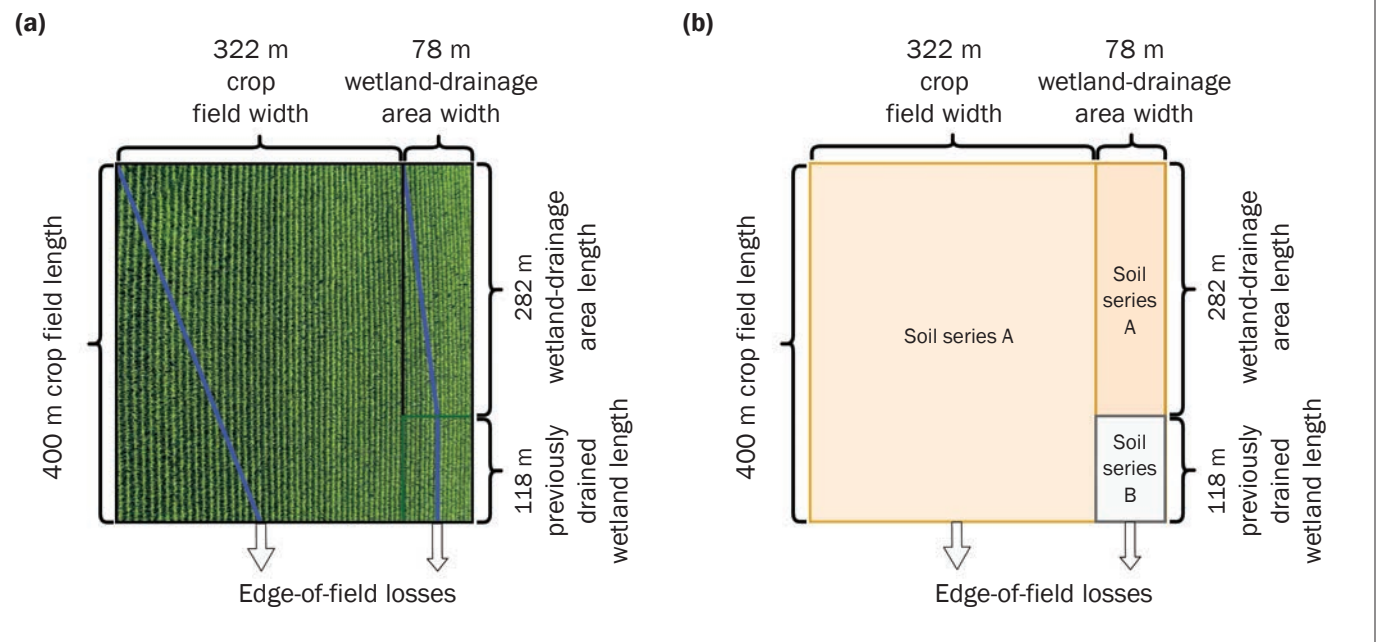 (a)
322 m
crop
field width
78 m
wetland-drainage
area width
400 m crop field length
282 m
wetland-drainage
area length
118 m
previously
drained
wetland length
Edge-of-field losses
(b)
322 m
crop
field width
78 m
wetland-drainage
area width
400 m crop field length
Soil series A
Soil
series
A
Soil
series
B
282 m
wetland-drainage
area length
118 m
previously
drained
wetland length
Edge-of-field losses